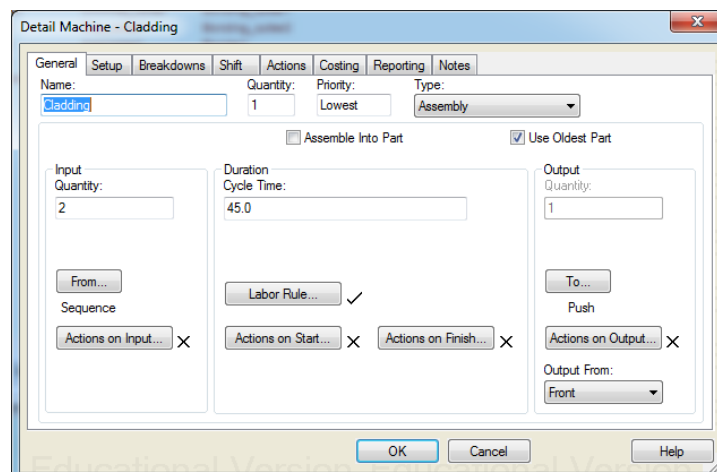 Detail Machine - Cladding
General Setup Breakdowns Shift Actions Costing Reporting Notes
Name: Quantity: Priority: Type:
Cladding 1 Lowest Assembly
Assemble Into Part Use Oldest Part
Input Duration Output
Quantity: Cycle Time: Quantity:
2 45.0 1
From... Labor Rule... To...
Sequence Push
Actions on Input... Actions on Start... Actions on Finish... Actions on Output...
Output From:
Front
OK Cancel Help
Educational Version Educational Version